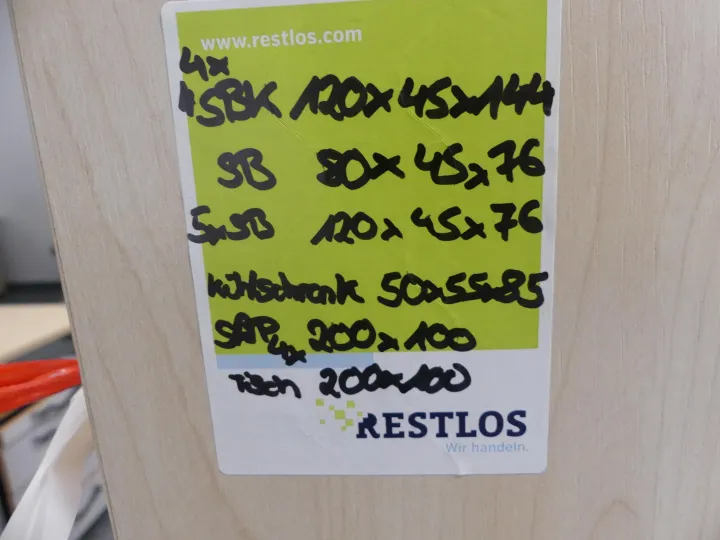 www.restlos.com
4x
SBK 120x45x144
SB 80x45x76
5xSB 120x45x76
Kühlschrank 50x55x85
SAP 4x 200x100
Tisch 200x100
RESTLOS
Wir handeln.